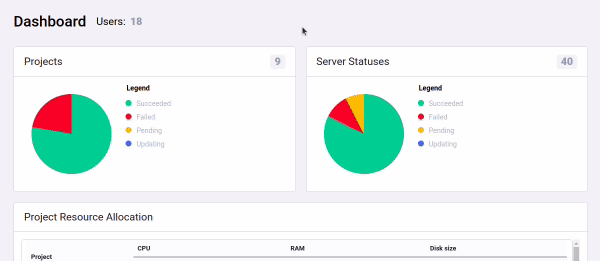 Dashboard Users: 18
Projects 9
Legend
Succeeded
Failed
Pending
Updating
Server Statuses 40
Legend
Succeeded
Failed
Pending
Updating
Project Resource Allocation
CPU RAM Disk size
Project